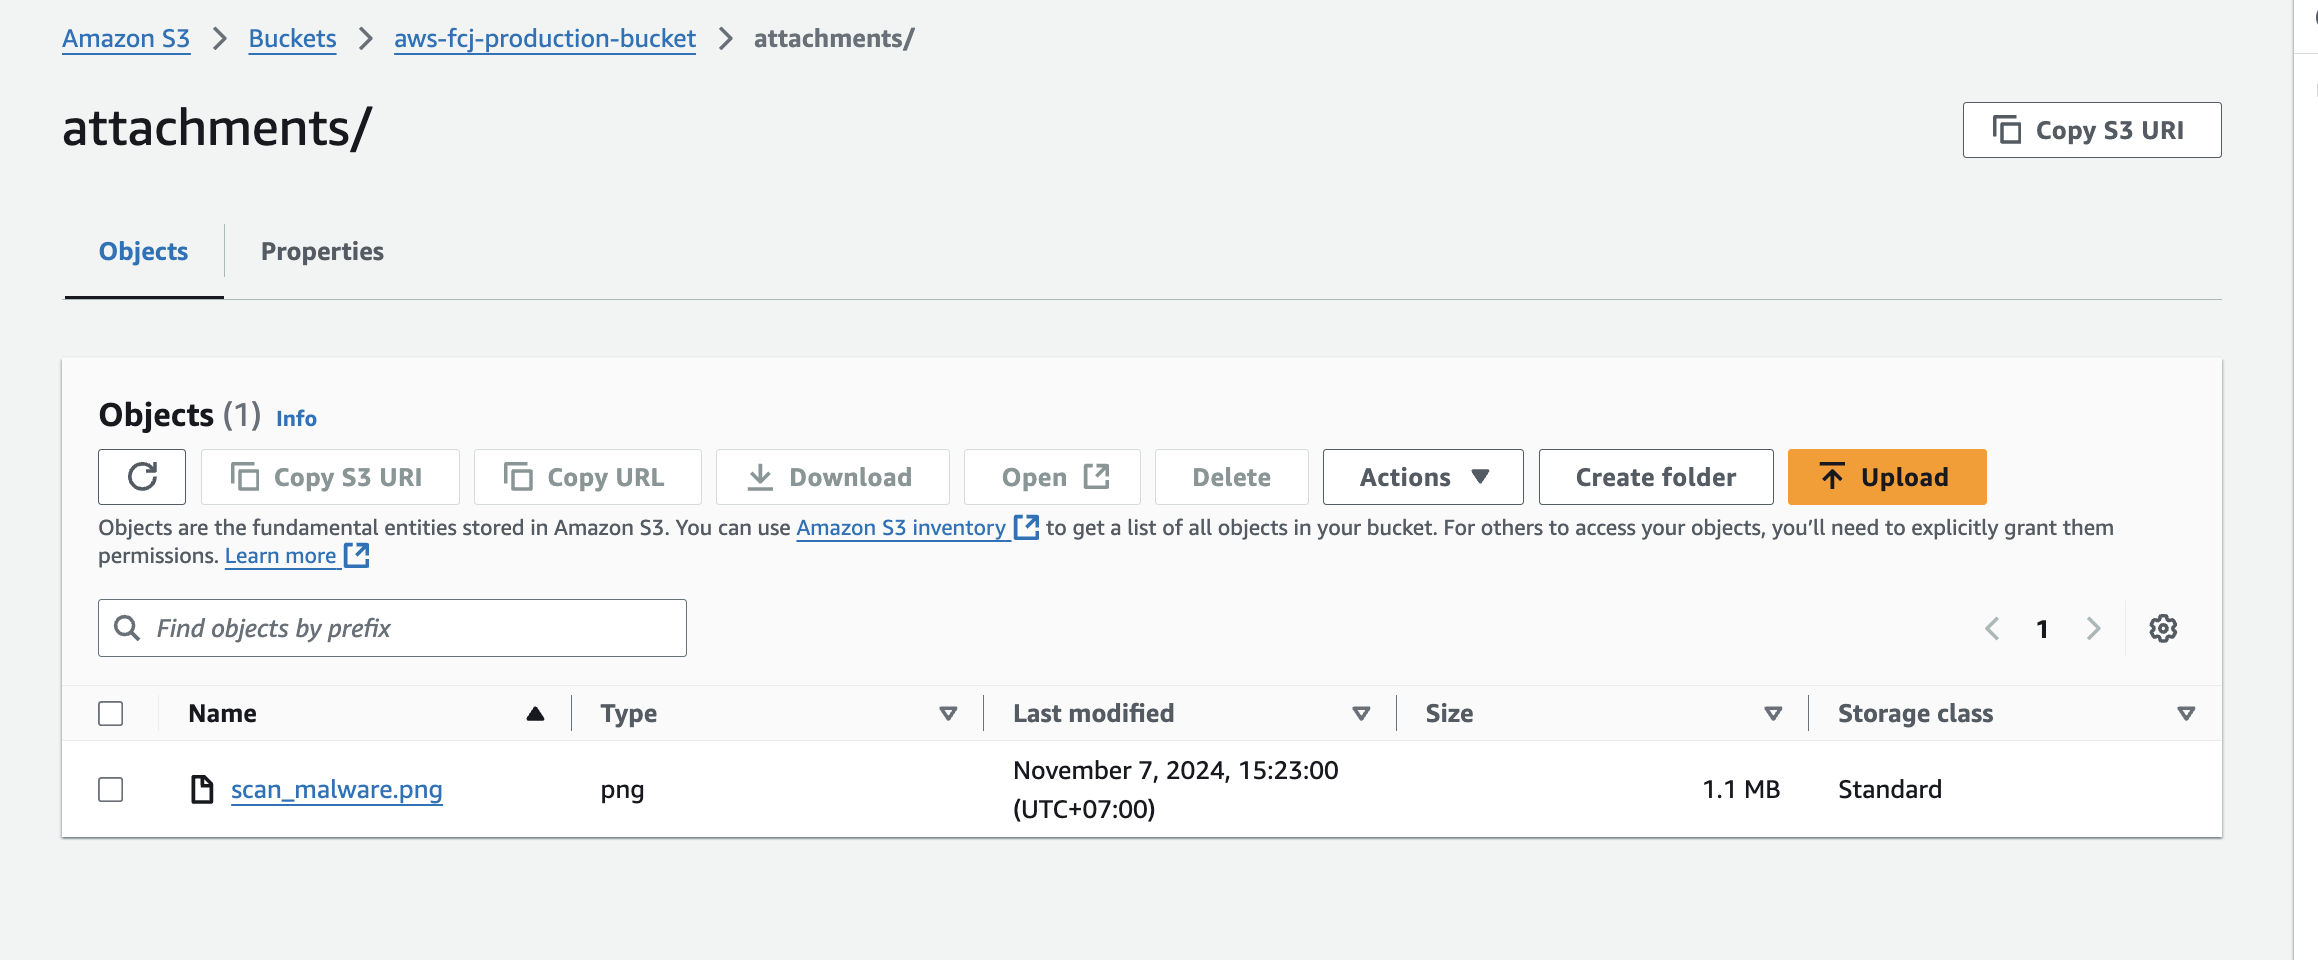 Amazon S3 > Buckets > aws-fcj-production-bucket > attachments/
attachments/
Copy S3 URI
Objects
Properties
Objects (1) Info
Copy S3 URI
Copy URL
Download
Open
Delete
Actions
Create folder
Upload
Objects are the fundamental entities stored in Amazon S3. You can use Amazon S3 inventory to get a list of all objects in your bucket. For others to access your objects, you’ll need to explicitly grant them
permissions. Learn more
Find objects by prefix
1
Name
Type
Last modified
Size
Storage class
scan_malware.png
png
November 7, 2024, 15:23:00
(UTC+07:00)
1.1 MB
Standard